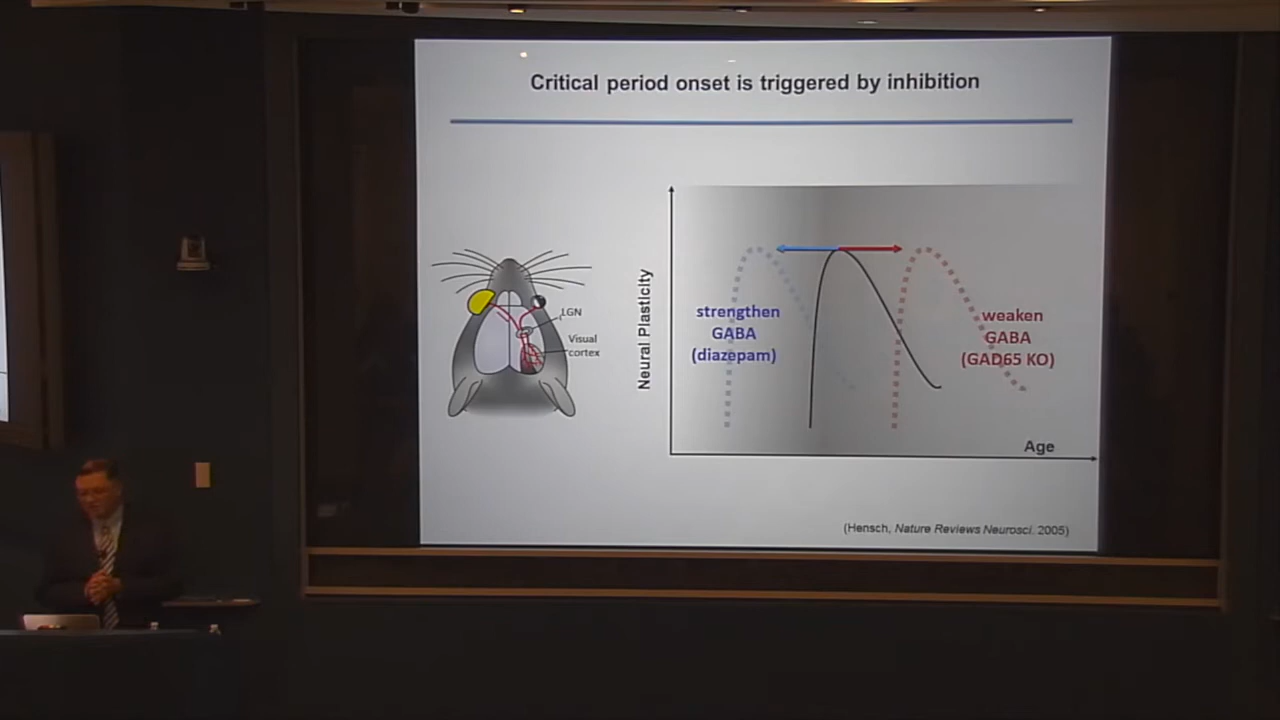 Critical period onset is triggered by inhibition
LGN
Visual
cortex
Neural Plasticity
strengthen
GABA
(diazepam)
weaken
GABA
(GAD65 KO)
Age
(Hensch, Nature Reviews Neurosci. 2005)